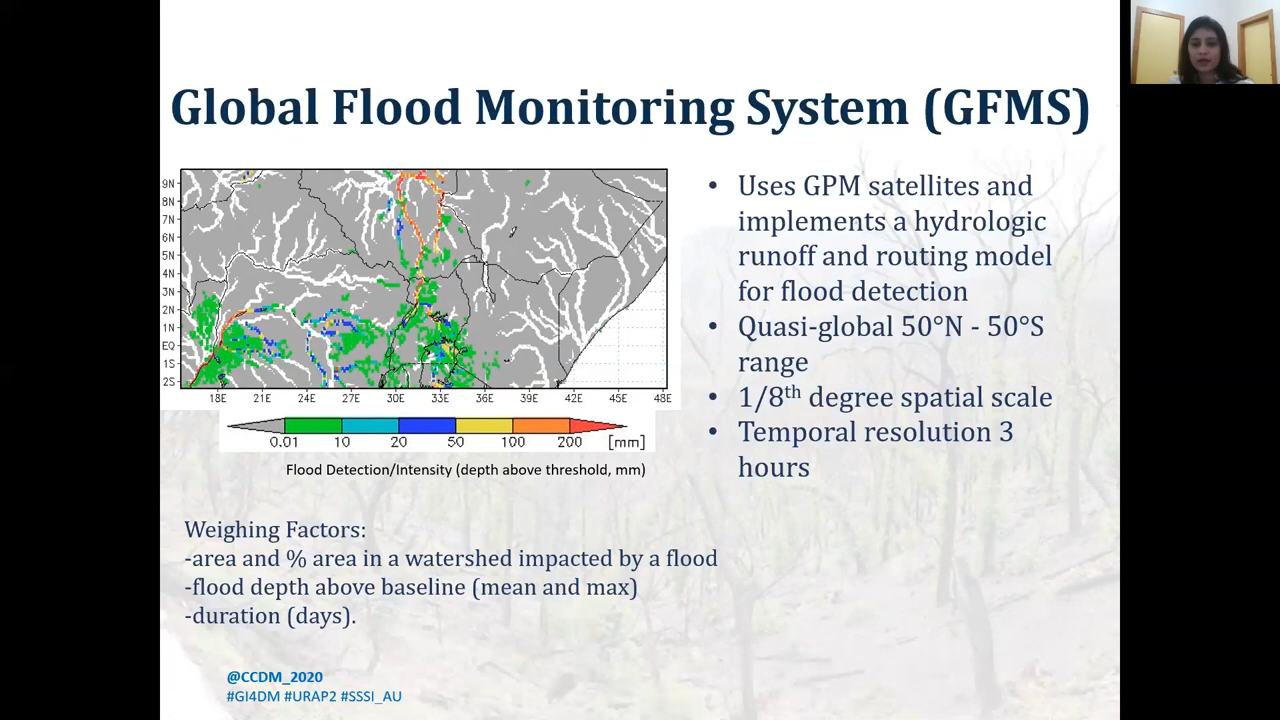 Global Flood Monitoring System (GFMS)
9N
8N
7N
6N
5N
4N
3N
2N
1N
EQ
1S
2S
18E 21E 24E 27E 30E 33E 36E 39E 42E 45E 48E
0.01 10 20 50 100 200 [mm]
Flood Detection/Intensity (depth above threshold, mm)
• Uses GPM satellites and
implements a hydrologic
runoff and routing model
for flood detection
• Quasi-global 50°N - 50°S
range
• 1/8th degree spatial scale
• Temporal resolution 3
hours
Weighing Factors:
-area and % area in a watershed impacted by a flood
-flood depth above baseline (mean and max)
-duration (days).
@CCDM_2020
#GI4DM #URAP2 #SSSI_AU